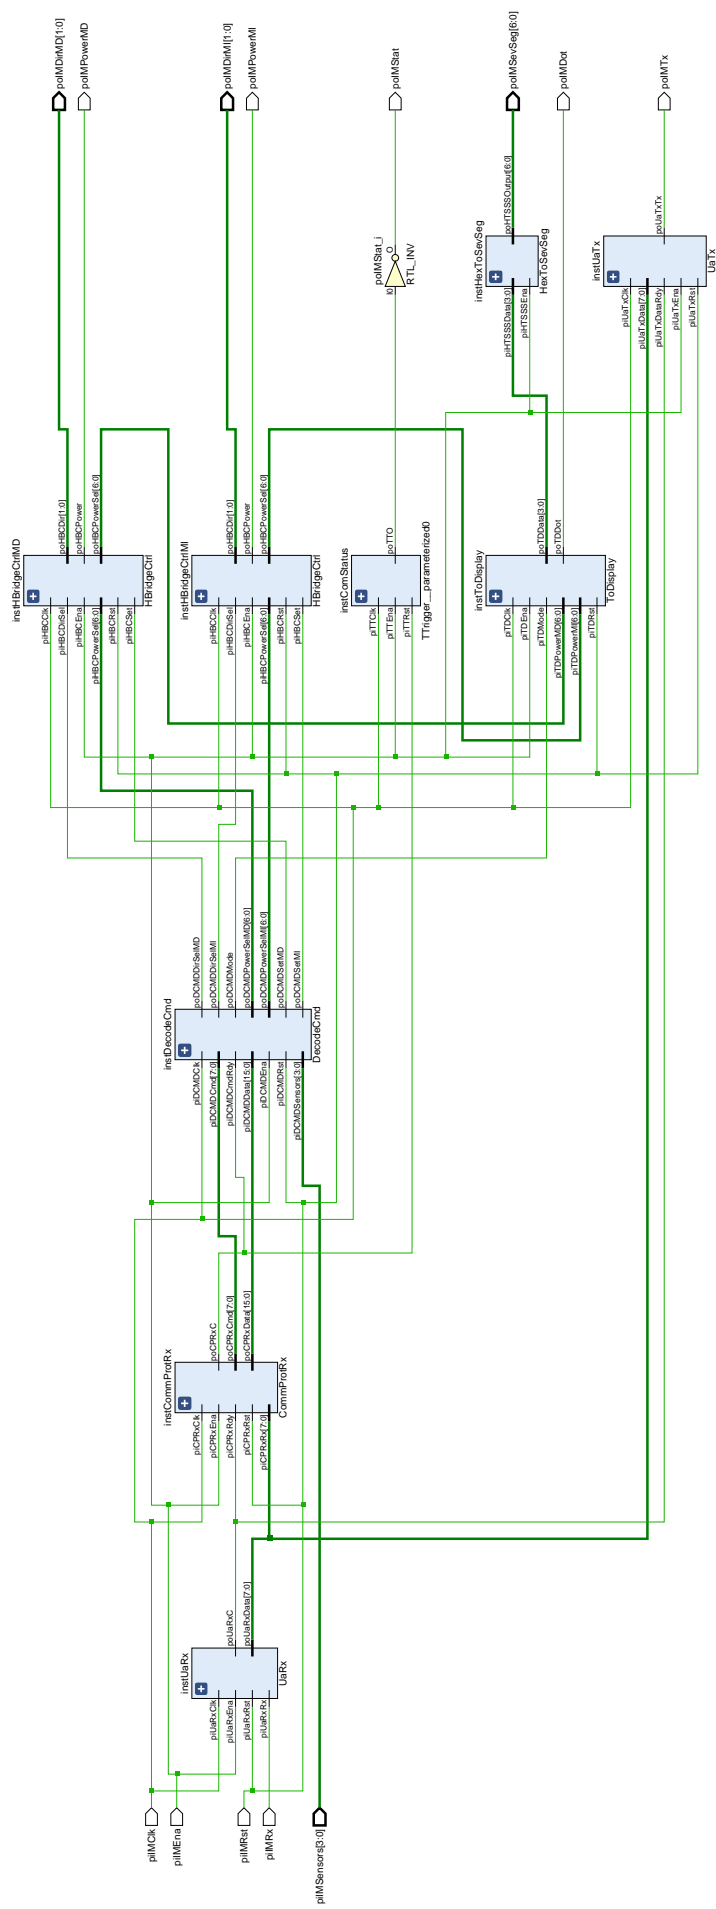 piIMClk
piIMEna
piIMRst
piIMRx
piIMSensors[3:0]
instUaRx
piUaRxClk
piUaRxEna
piUaRxRst
piUaRxRx
poUaRxC
poUaRxData[7:0]
UaRx
instCommProtRx
piCPRxClk
piCPRxEna
piCPRxRdy
piCPRxRst
piCPRxRx[7:0]
poCPRxC
poCPRxCmd[7:0]
poCPRxData[15:0]
CommProtRx
instDecodeCmd
piDCMDClk
piDCMDCmd[7:0]
piDCMDCmdRdy
piDCMDData[15:0]
piDCMDEna
piDCMDRst
piDCMDSensors[3:0]
poDCMDDirSelMD
poDCMDDirSelMI
poDCMDMode
poDCMDPowerSelMD[6:0]
poDCMDPowerSelMI[6:0]
poDCMDSetMD
poDCMDSetMI
DecodeCmd
instHBridgeCtrlMD
piHBCClk
piHBCDirSel
piHBCEna
piHBCPowerSel[6:0]
piHBCRst
piHBCSet
poHBCDir[1:0]
poHBCPower
poHBCPowerSel[6:0]
HBridgeCtrl
instHBridgeCtrlMI
piHBCClk
piHBCDirSel
piHBCEna
piHBCPowerSel[6:0]
piHBCRst
piHBCSet
poHBCDir[1:0]
poHBCPower
poHBCPowerSel[6:0]
HBridgeCtrl
instComStatus
piTTClk
piTTEna
piTTRst
poTTO
TTrigger__parameterized0
instToDisplay
piTDClk
piTDEna
piTDMode
piTDPowerMD[6:0]
piTDPowerMI[6:0]
piTDRst
poTDData[3:0]
poTDDot
ToDisplay
poIMStat_i
I0
O
RTL_INV
instHexToSevSeg
piHTSSSData[3:0]
piHTSSSEna
poHTSSSOutput[6:0]
HexToSevSeg
instUaTx
piUaTxClk
piUaTxData[7:0]
piUaTxDataRdy
piUaTxEna
piUaTxRst
poUaTxTx
UaTx
poIMDirMD[1:0]
poIMPowerMD
poIMDirMI[1:0]
poIMPowerMI
poIMStat
poIMSevSeg[6:0]
poIMDot
poIMTx